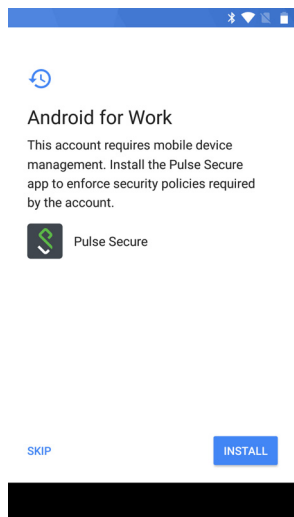 Android for Work
This account requires mobile device
management. Install the Pulse Secure
app to enforce security policies required
by the account.
Pulse Secure
SKIP
INSTALL